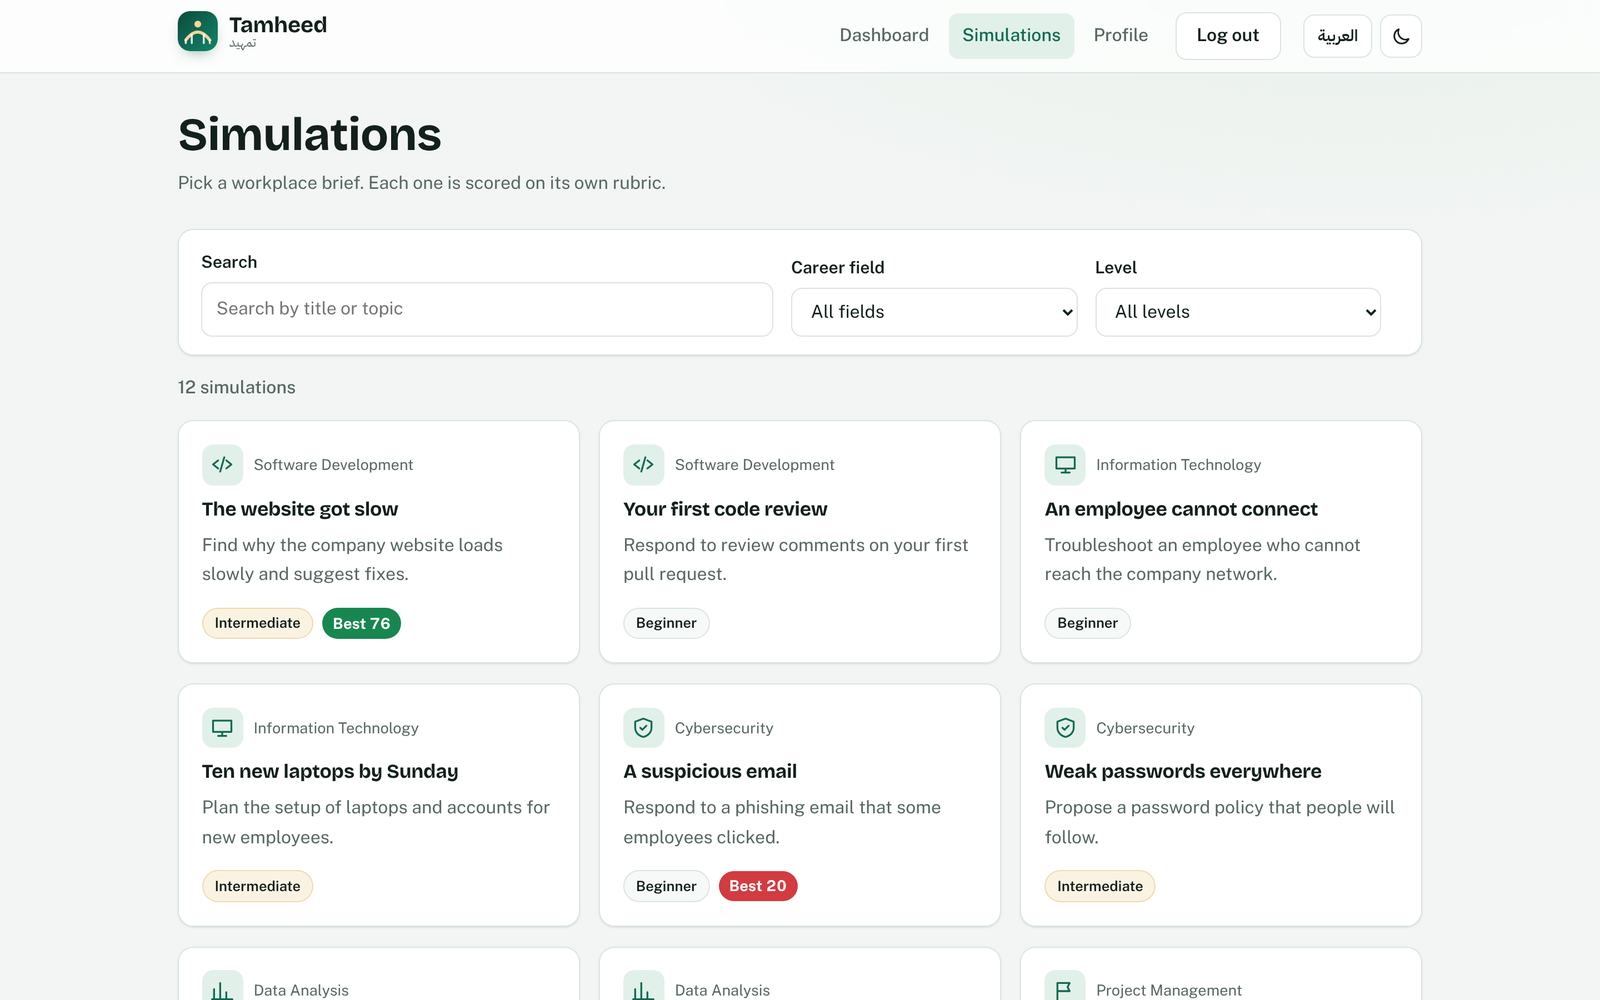 Tamheed
تمهيد
Dashboard
Simulations
Profile
Log out
العربية
Simulations
Pick a workplace brief. Each one is scored on its own rubric.
Search
Career field
Level
Search by title or topic
All fields
All levels
12 simulations
Software Development
The website got slow
Find why the company website loads
slowly and suggest fixes.
Intermediate
Best 76
Software Development
Your first code review
Respond to review comments on your first
pull request.
Beginner
Information Technology
An employee cannot connect
Troubleshoot an employee who cannot
reach the company network.
Beginner
Information Technology
Ten new laptops by Sunday
Plan the setup of laptops and accounts for
new employees.
Intermediate
Cybersecurity
A suspicious email
Respond to a phishing email that some
employees clicked.
Beginner
Best 20
Cybersecurity
Weak passwords everywhere
Propose a password policy that people will
follow.
Intermediate
Data Analysis
Data Analysis
Project Management